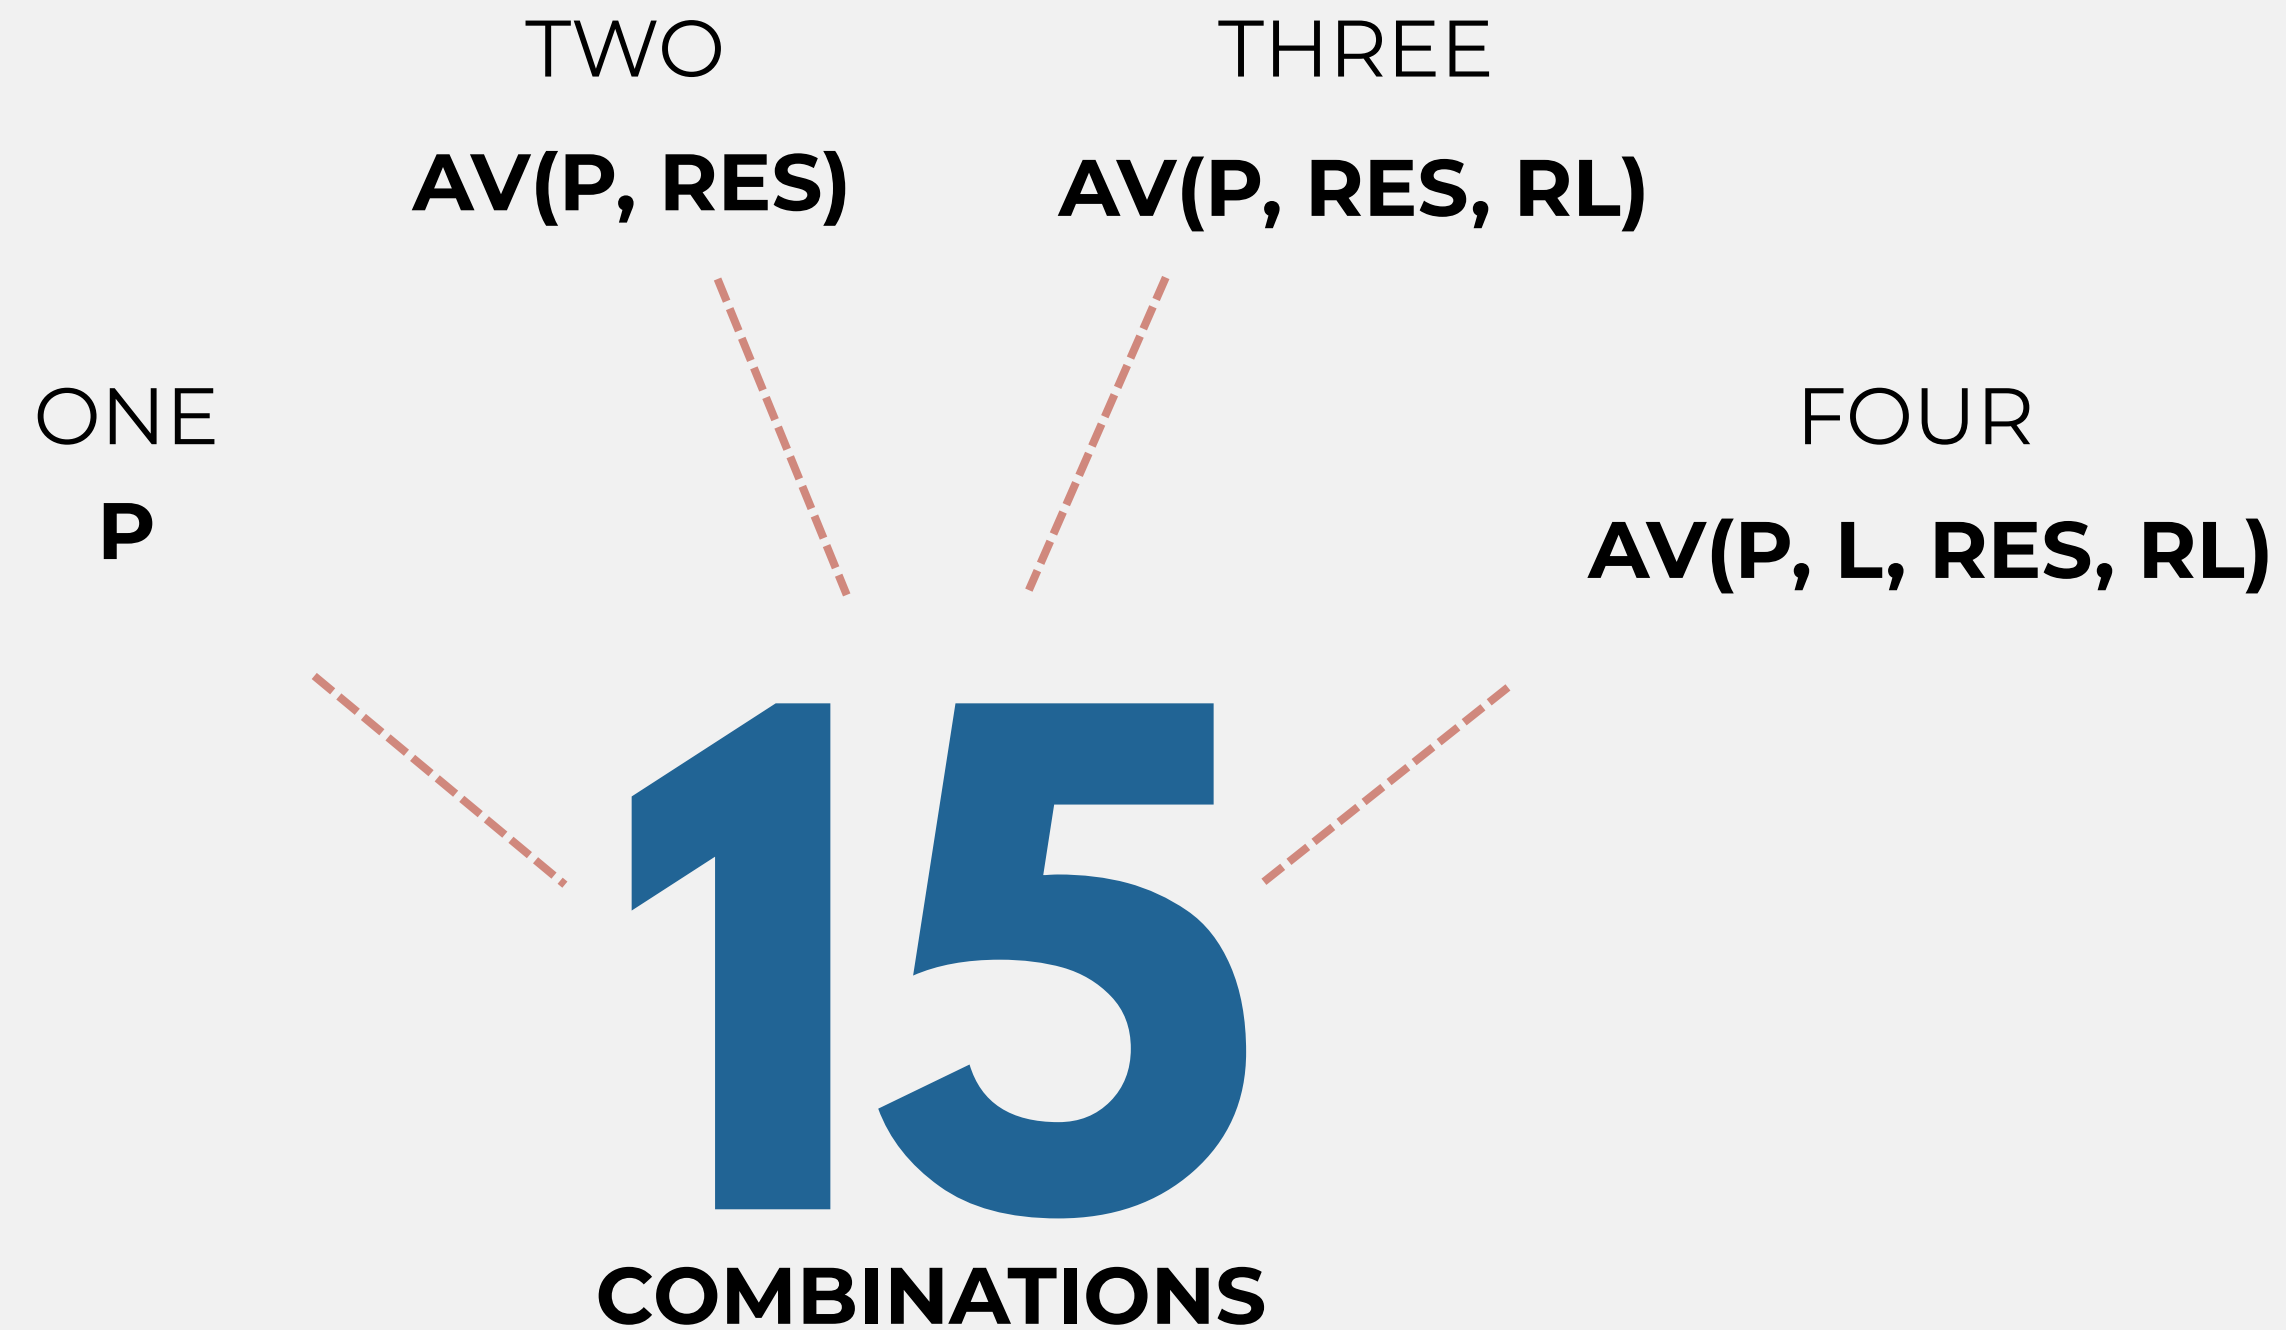 TWO
AV(P, RES)
THREE
AV(P, RES, RL)
ONE
P
FOUR
AV(P, L, RES, RL)
15
COMBINATIONS